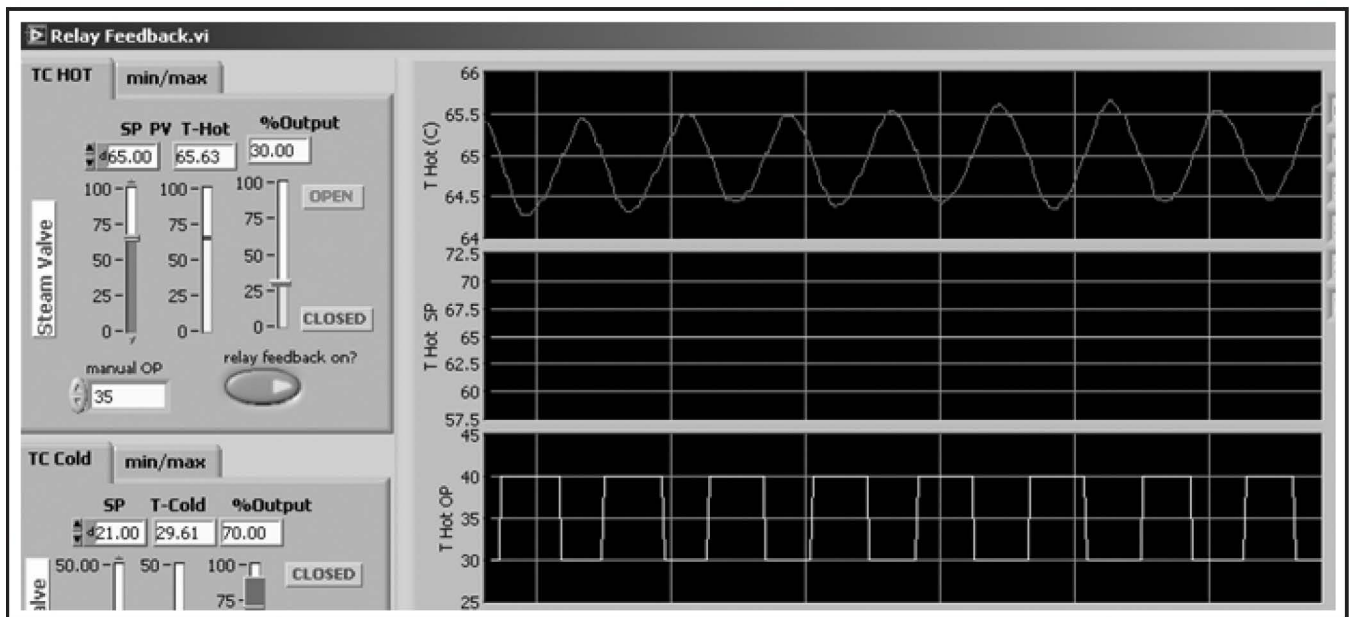 Relay Feedback.vi
TC HOT min/max
SP PV T-Hot %Output
65.00 65.63 30.00
100 100 100 OPEN
75 75 75
50 50 50
25 25 25
0 0 0 CLOSED
Steam Valve
manual OP relay feedback on?
35
TC Cold min/max
SP T-Cold %Output
21.00 29.61 70.00
50.00 50 100 CLOSED
75
alve
T Hot (C)
66
65.5
65
64.5
64
T Hot SP
72.5
70
67.5
65
62.5
60
57.5
T Hot OP
45
40
35
30
25